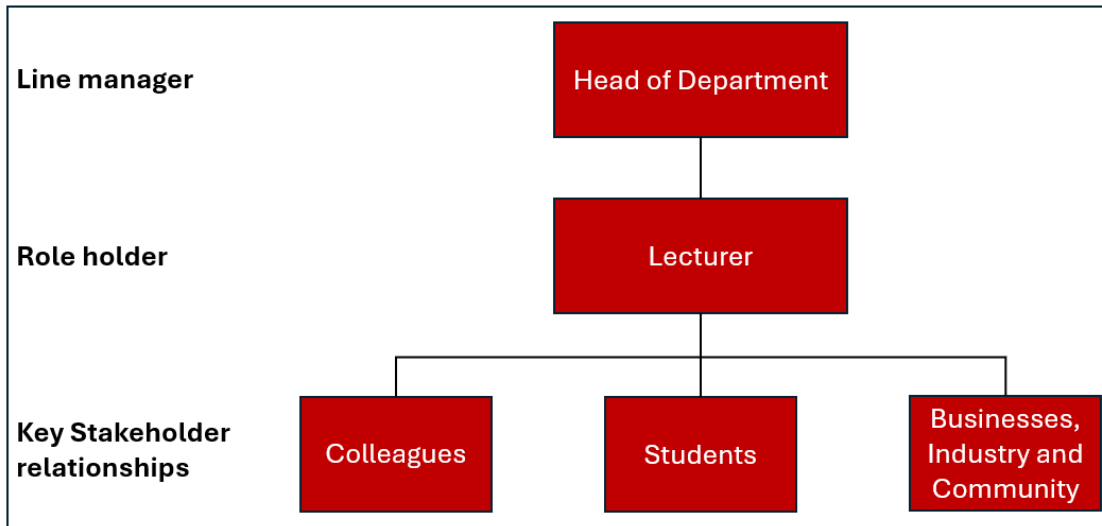 Line manager
Head of Department
Role holder
Lecturer
Key Stakeholder
relationships
Colleagues
Students
Businesses,
Industry and
Community